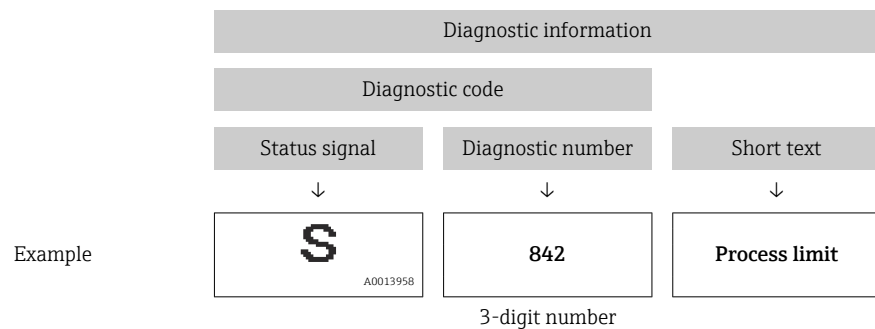 Diagnostic information
Diagnostic code
Status signal Diagnostic number Short text
↓ ↓ ↓
Example S 842 Process limit
A0013958
3-digit number